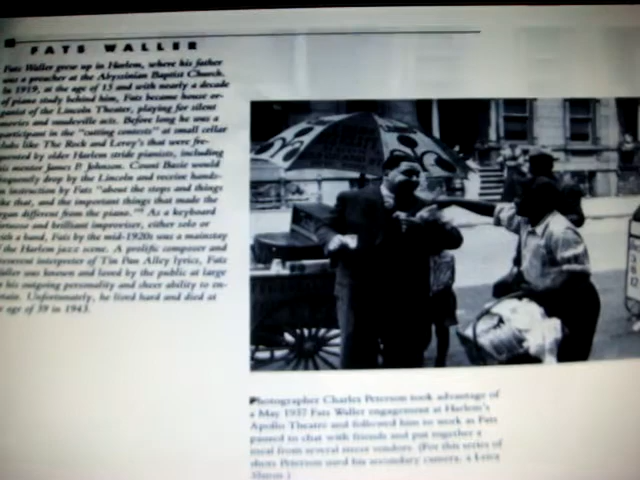 FATS WALLER
Fats Waller grew up in Harlem, where his father
was a preacher at the Abyssinian Baptist Church.
In 1919, at the age of 15 and with nearly a decade
of piano study behind him, Fats became house or-
ganist of the Lincoln Theater, playing for silent
movies and vaudeville acts. Before long he was a
participant in the "cutting contests" at small cellar
clubs like The Rock and Leroy's that were fre-
quented by older Harlem stride pianists, including
his mentor James P. Johnson. Count Basie would
frequently drop by the Lincoln and receive hands-
on instruction by Fats "about the stops and things
like that, and the important things that made the
organ different from the piano." As a keyboard
virtuoso and brilliant improviser, either solo or
with a band, Fats by the mid-1920s was a mainstay
of the Harlem jazz scene. A prolific composer and
irreverent interpreter of Tin Pan Alley lyrics, Fats
Waller was known and loved by the public at large
for his outgoing personality and sheer ability to en-
tertain. Unfortunately, he lived hard and died at
age of 39 in 1943.
Photographer Charles Peterson took advantage of
a May 1937 Fats Waller engagement at Harlem's
Apollo Theatre and followed him to work as Fats
paused to chat with friends and put together a
meal from several street vendors. (For this series of
shots Peterson used his secondary camera, a Leica